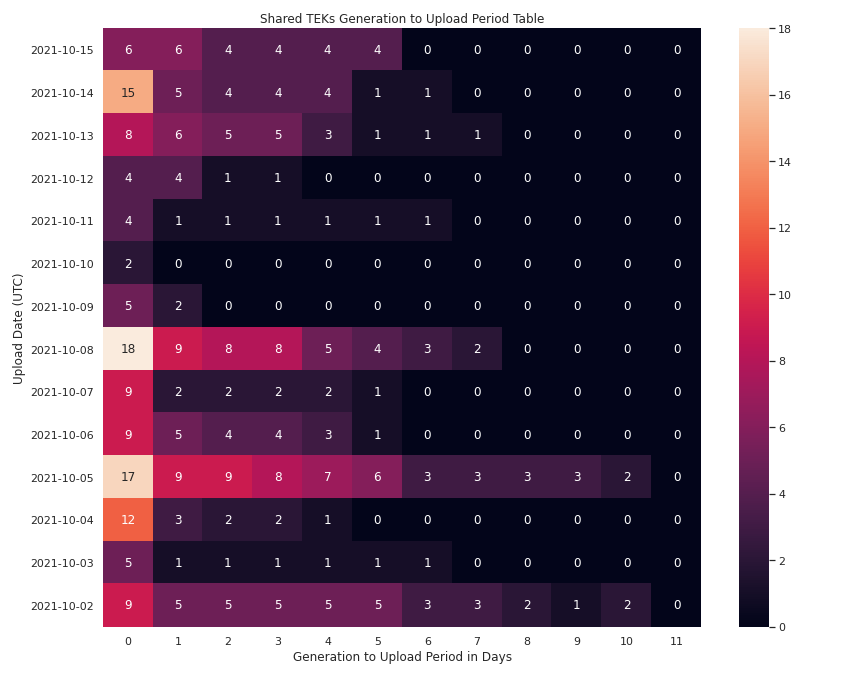 Shared TEKs Generation to Upload Period Table
Upload Date (UTC)
2021-10-15 6 6 4 4 4 4 0 0 0 0 0 0
2021-10-14 15 5 4 4 4 1 1 0 0 0 0 0
2021-10-13 8 6 5 5 3 1 1 1 0 0 0 0
2021-10-12 4 4 1 1 0 0 0 0 0 0 0 0
2021-10-11 4 1 1 1 1 1 1 0 0 0 0 0
2021-10-10 2 0 0 0 0 0 0 0 0 0 0 0
2021-10-09 5 2 0 0 0 0 0 0 0 0 0 0
2021-10-08 18 9 8 8 5 4 3 2 0 0 0 0
2021-10-07 9 2 2 2 2 1 0 0 0 0 0 0
2021-10-06 9 5 4 4 3 1 0 0 0 0 0 0
2021-10-05 17 9 9 8 7 6 3 3 3 3 2 0
2021-10-04 12 3 2 2 1 0 0 0 0 0 0 0
2021-10-03 5 1 1 1 1 1 1 0 0 0 0 0
2021-10-02 9 5 5 5 5 5 3 3 2 1 2 0
0 1 2 3 4 5 6 7 8 9 10 11
Generation to Upload Period in Days
18
16
14
12
10
8
6
4
2
0